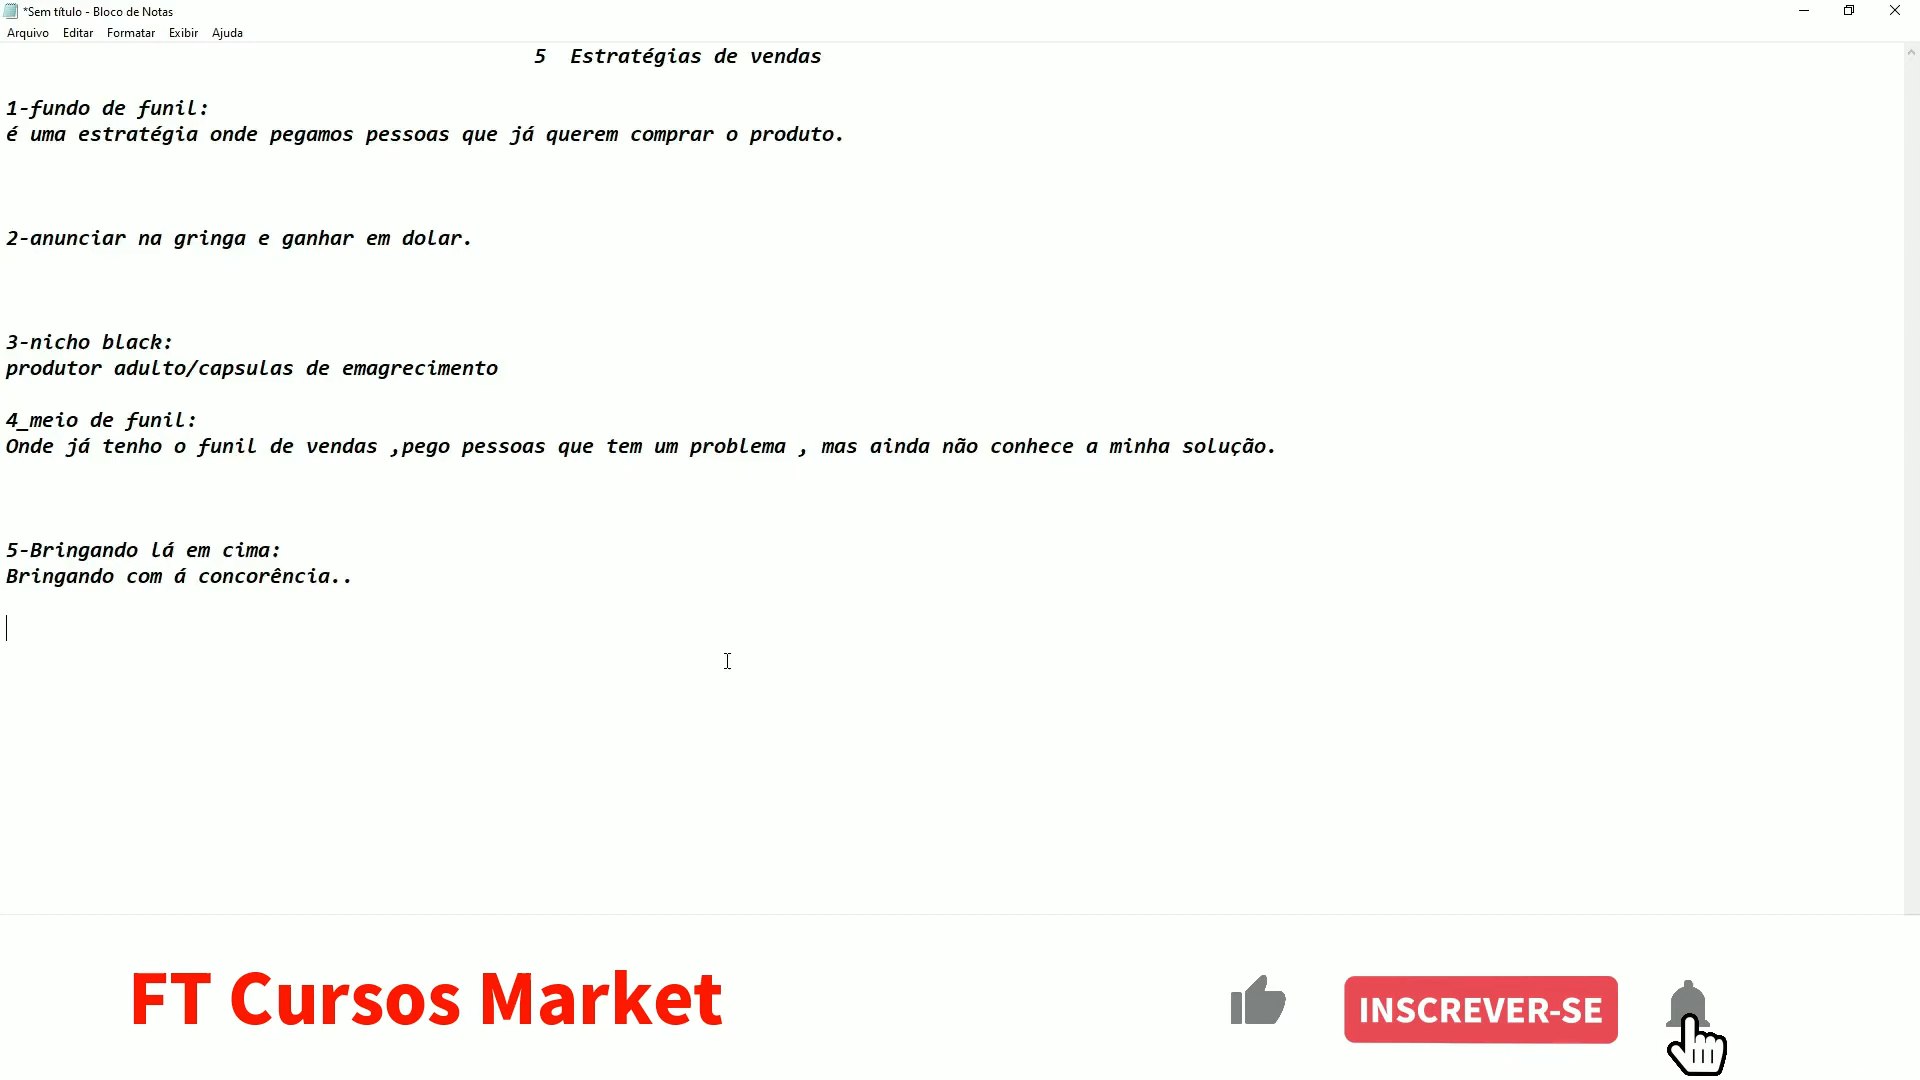 *Sem título - Bloco de Notas
Arquivo Editar Formatar Exibir Ajuda
5  Estratégias de vendas
1-fundo de funil:
é uma estratégia onde pegamos pessoas que já querem comprar o produto.
2-anunciar na gringa e ganhar em dolar.
3-nicho black:
produtor adulto/capsulas de emagrecimento
4_meio de funil:
Onde já tenho o funil de vendas ,pego pessoas que tem um problema , mas ainda não conhece a minha solução.
5-Bringando lá em cima:
Bringando com á concorência..
FT Cursos Market
INSCREVER-SE